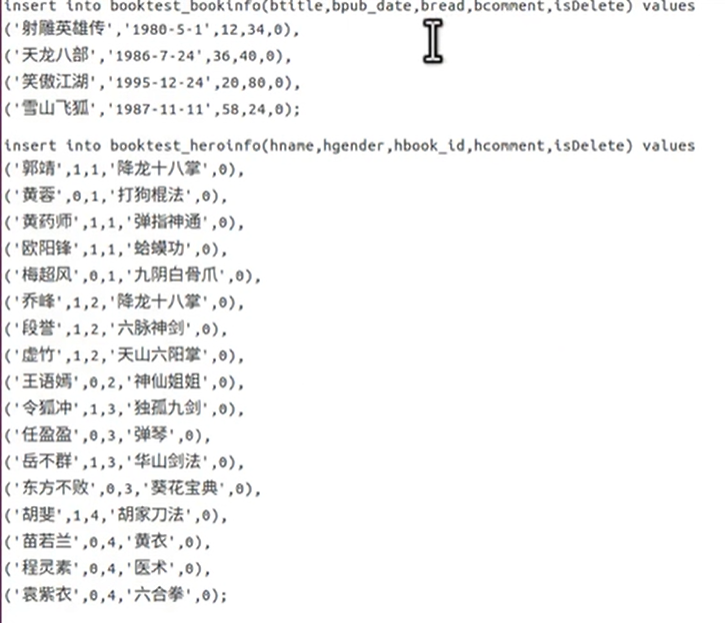 insert into booktest_bookinfo(btitle,bpub_date,bread,bcomment,isDelete) values
('射雕英雄传','1980-5-1',12,34,0),
('天龙八部','1986-7-24',36,40,0),
('笑傲江湖','1995-12-24',20,80,0),
('雪山飞狐','1987-11-11',58,24,0);
insert into booktest_heroinfo(hname,hgender,hbook_id,hcomment,isDelete) values
('郭靖',1,1,'降龙十八掌',0),
('黄蓉',0,1,'打狗棍法',0),
('黄药师',1,1,'弹指神通',0),
('欧阳锋',1,1,'蛤蟆功',0),
('梅超风',0,1,'九阴白骨爪',0),
('乔峰',1,2,'降龙十八掌',0),
('段誉',1,2,'六脉神剑',0),
('虚竹',1,2,'天山六阳掌',0),
('王语嫣',0,2,'神仙姐姐',0),
('令狐冲',1,3,'独孤九剑',0),
('任盈盈',0,3,'弹琴',0),
('岳不群',1,3,'华山剑法',0),
('东方不败',0,3,'葵花宝典',0),
('胡斐',1,4,'胡家刀法',0),
('苗若兰',0,4,'黄衣',0),
('程灵素',0,4,'医术',0),
('袁紫衣',0,4,'六合拳',0);